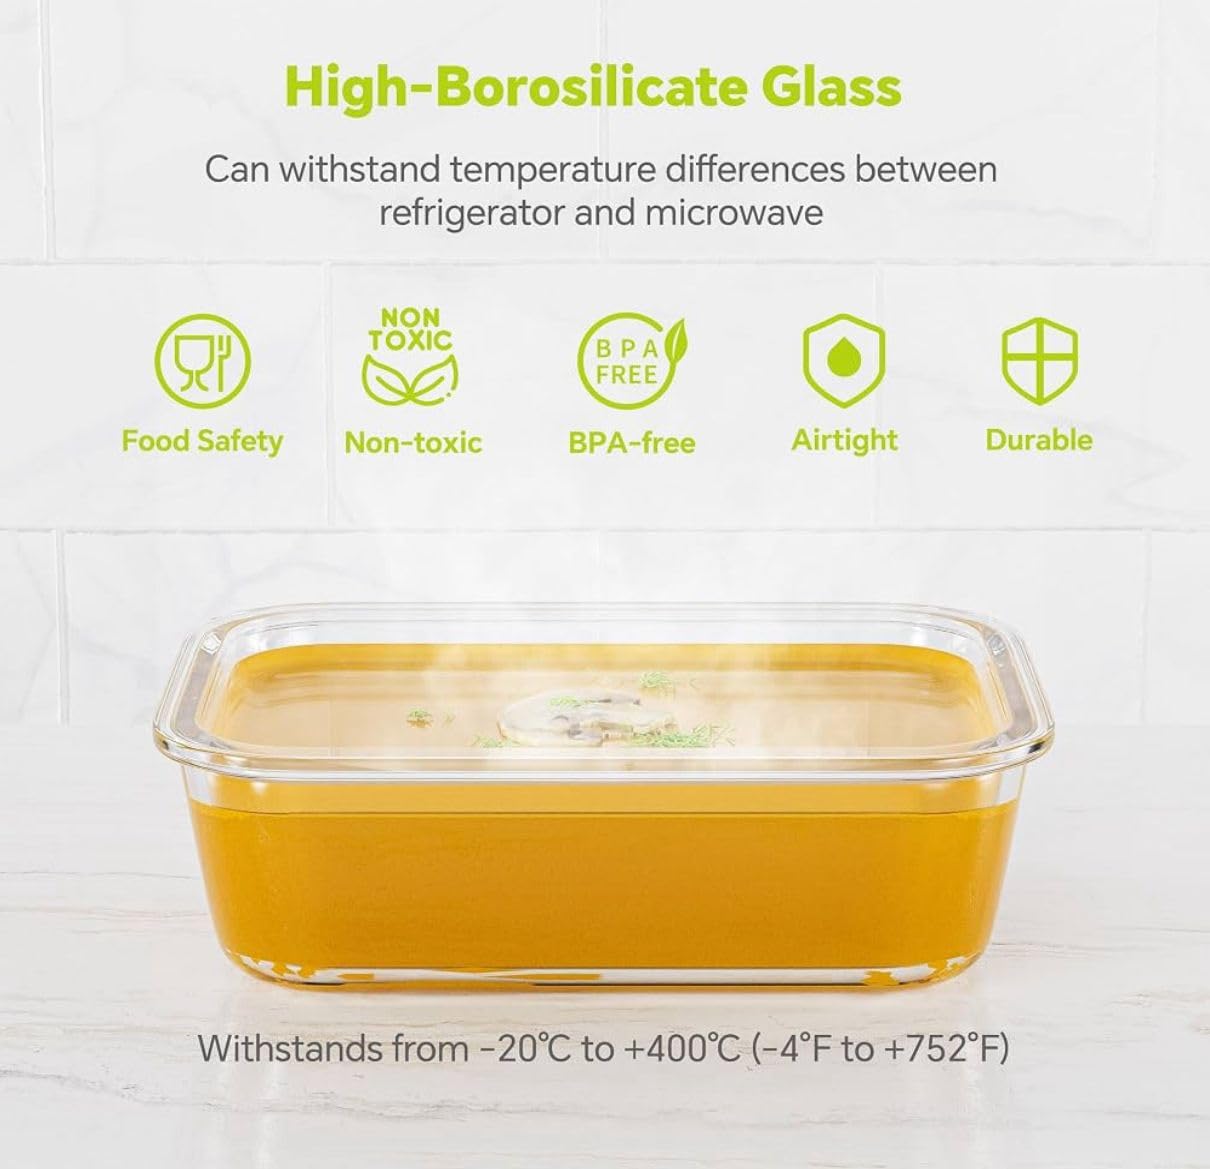 High-Borosilicate Glass
Can withstand temperature differences between
refrigerator and microwave
NON
TOXIC
BPA
FREE
Food Safety
Non-toxic
BPA-free
Airtight
Durable
Withstands from -20°C to +400°C (-4°F to +752°F)